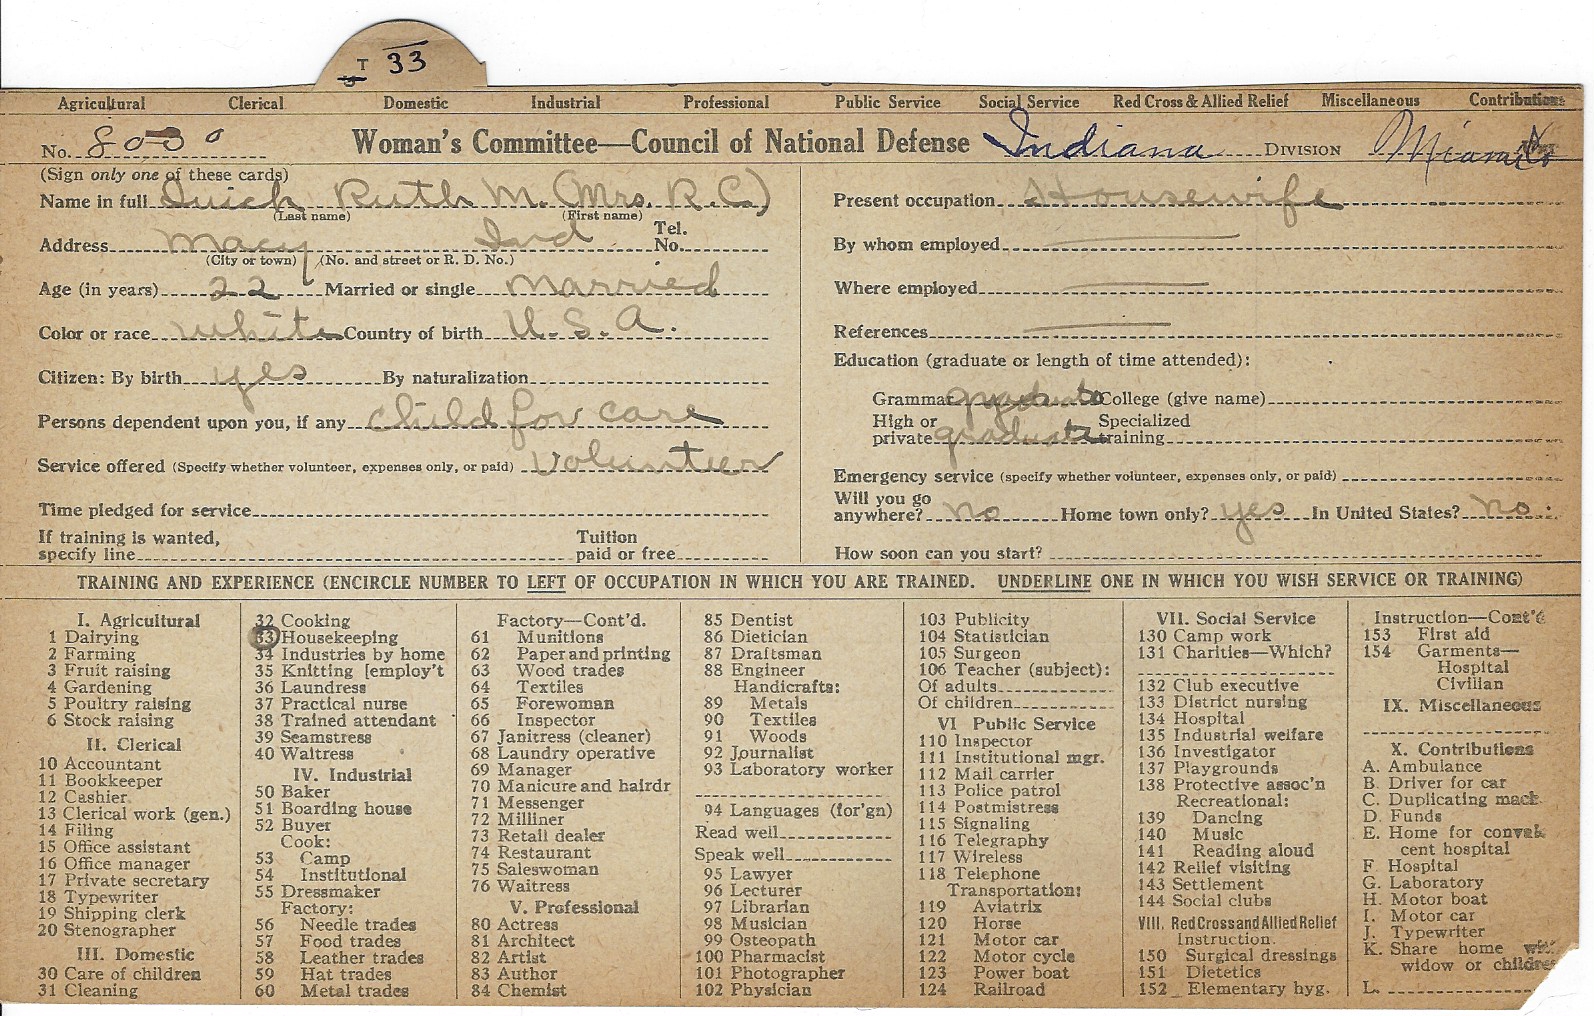 T 33
Agricultural Clerical Domestic Industrial Professional Public Service Social Service Red Cross & Allied Relief Miscellaneous Contributions
No. Woman's Committee—Council of National Defense Indiana DIVISION Miami Co
(Sign only one of these cards)
Name in full Quick Ruth M. (Mrs. R.C.)
(Last name) (First name)
Address Macy Ind Tel. No.
(City or town) (No. and street or R. D. No.)
Age (in years) 22 Married or single married
Color or race white Country of birth U.S.A.
Citizen: By birth yes By naturalization
Persons dependent upon you, if any child for care
Service offered (Specify whether volunteer, expenses only, or paid) volunteer
Time pledged for service
If training is wanted,
specify line Tuition paid or free
Present occupation Housewife
By whom employed
Where employed
References
Education (graduate or length of time attended):
Grammar graduate College (give name)
High or private graduate Specialized training
Emergency service (specify whether volunteer, expenses only, or paid)
Will you go
anywhere? no Home town only? yes In United States? no.
How soon can you start?
TRAINING AND EXPERIENCE (ENCIRCLE NUMBER TO LEFT OF OCCUPATION IN WHICH YOU ARE TRAINED. UNDERLINE ONE IN WHICH YOU WISH SERVICE OR TRAINING)
I. Agricultural
1 Dairying
2 Farming
3 Fruit raising
4 Gardening
5 Poultry raising
6 Stock raising
II. Clerical
10 Accountant
11 Bookkeeper
12 Cashier
13 Clerical work (gen.)
14 Filing
15 Office assistant
16 Office manager
17 Private secretary
18 Typewriter
19 Shipping clerk
20 Stenographer
III. Domestic
30 Care of children
31 Cleaning
32 Cooking
33 Housekeeping
34 Industries by home
35 Knitting [employ't
36 Laundress
37 Practical nurse
38 Trained attendant
39 Seamstress
40 Waitress
IV. Industrial
50 Baker
51 Boarding house
52 Buyer
Cook:
53 Camp
54 Institutional
55 Dressmaker
Factory:
56 Needle trades
57 Food trades
58 Leather trades
59 Hat trades
60 Metal trades
Factory—Cont'd.
61 Munitions
62 Paper and printing
63 Wood trades
64 Textiles
65 Forewoman
66 Inspector
67 Janitress (cleaner)
68 Laundry operative
69 Manager
70 Manicure and hairdr
71 Messenger
72 Milliner
73 Retail dealer
74 Restaurant
75 Saleswoman
76 Waitress
V. Professional
80 Actress
81 Architect
82 Artist
83 Author
84 Chemist
85 Dentist
86 Dietician
87 Draftsman
88 Engineer
Handicrafts:
89 Metals
90 Textiles
91 Woods
92 Journalist
93 Laboratory worker
94 Languages (for'gn)
Read well
Speak well
95 Lawyer
96 Lecturer
97 Librarian
98 Musician
99 Osteopath
100 Pharmacist
101 Photographer
102 Physician
103 Publicity
104 Statistician
105 Surgeon
106 Teacher (subject):
Of adults
Of children
VI Public Service
110 Inspector
111 Institutional mgr.
112 Mail carrier
113 Police patrol
114 Postmistress
115 Signaling
116 Telegraphy
117 Wireless
118 Telephone
Transportation:
119 Aviatrix
120 Horse
121 Motor car
122 Motor cycle
123 Power boat
124 Railroad
VII. Social Service
130 Camp work
131 Charities—Which?
132 Club executive
133 District nursing
134 Hospital
135 Industrial welfare
136 Investigator
137 Playgrounds
138 Protective assoc'n
Recreational:
139 Dancing
140 Music
141 Reading aloud
142 Relief visiting
143 Settlement
144 Social clubs
VIII. Red Cross and Allied Relief
Instruction.
150 Surgical dressings
151 Dietetics
152 Elementary hyg.
Instruction—Cont'd
153 First aid
154 Garments—
Hospital
Civilian
IX. Miscellaneous
X. Contributions
A. Ambulance
B. Driver for car
C. Duplicating mach.
D. Funds
E. Home for convales
cent hospital
F. Hospital
G. Laboratory
H. Motor boat
I. Motor car
J. Typewriter
K. Share home with
widow or children
L.